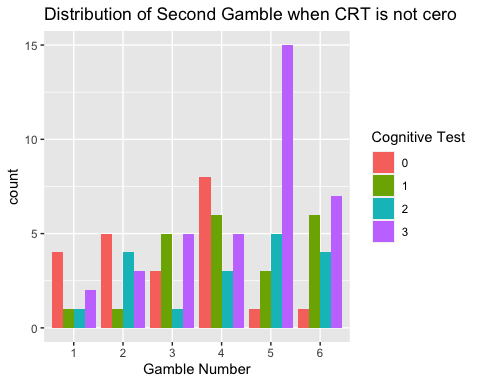 Distribution of Second Gamble when CRT is not cero
15
10
5
0
count
1 2 3 4 5 6
Gamble Number
Cognitive Test
0
1
2
3